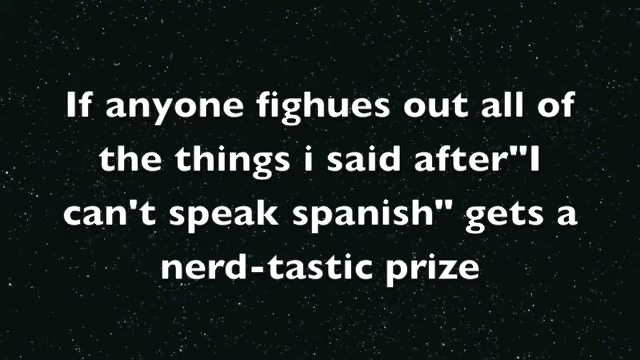 If anyone fighues out all of
the things i said after"I
can't speak spanish" gets a
nerd-tastic prize